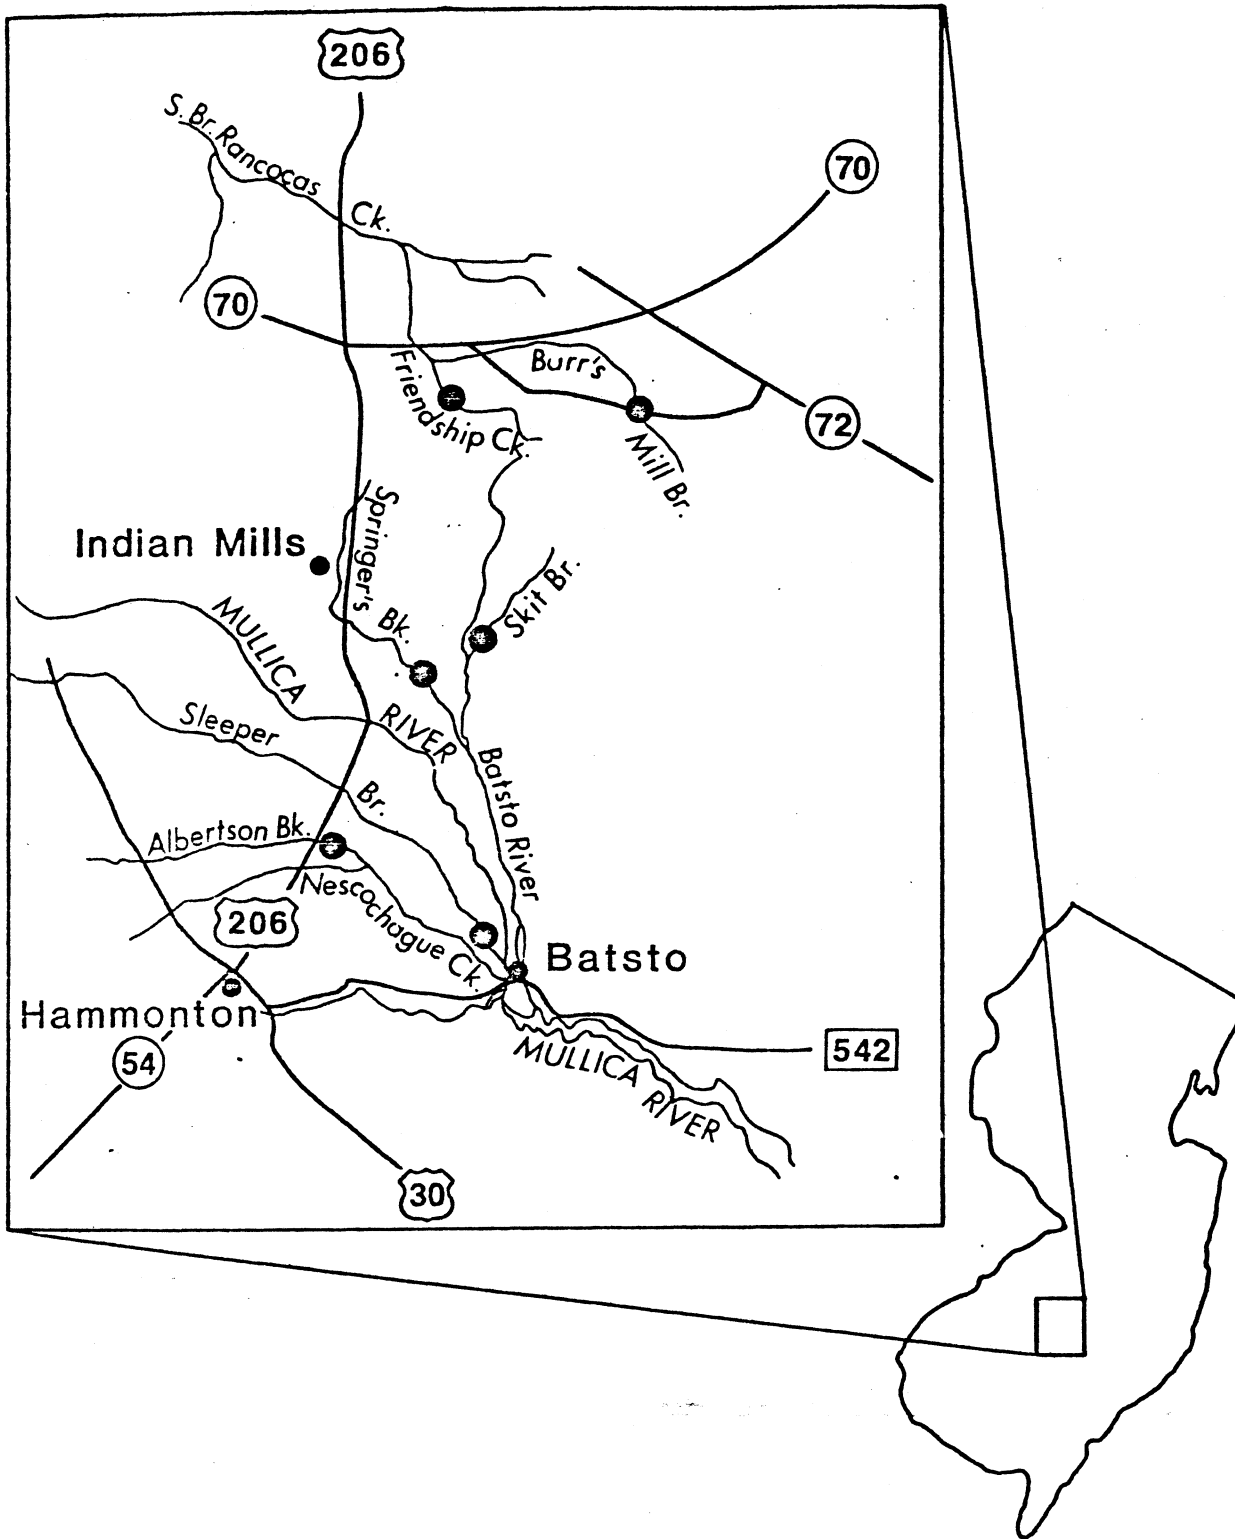 206
S. Br. Rancocas Ck.
70
70
Burr's Mill Br.
Friendship Ck.
72
Springer's Bk.
Indian Mills
Skit Br.
MULLICA RIVER
Sleeper Br.
Batsto River
Albertson Bk.
Nescochague Ck.
206
Batsto
Hammonton
542
54
MULLICA RIVER
30